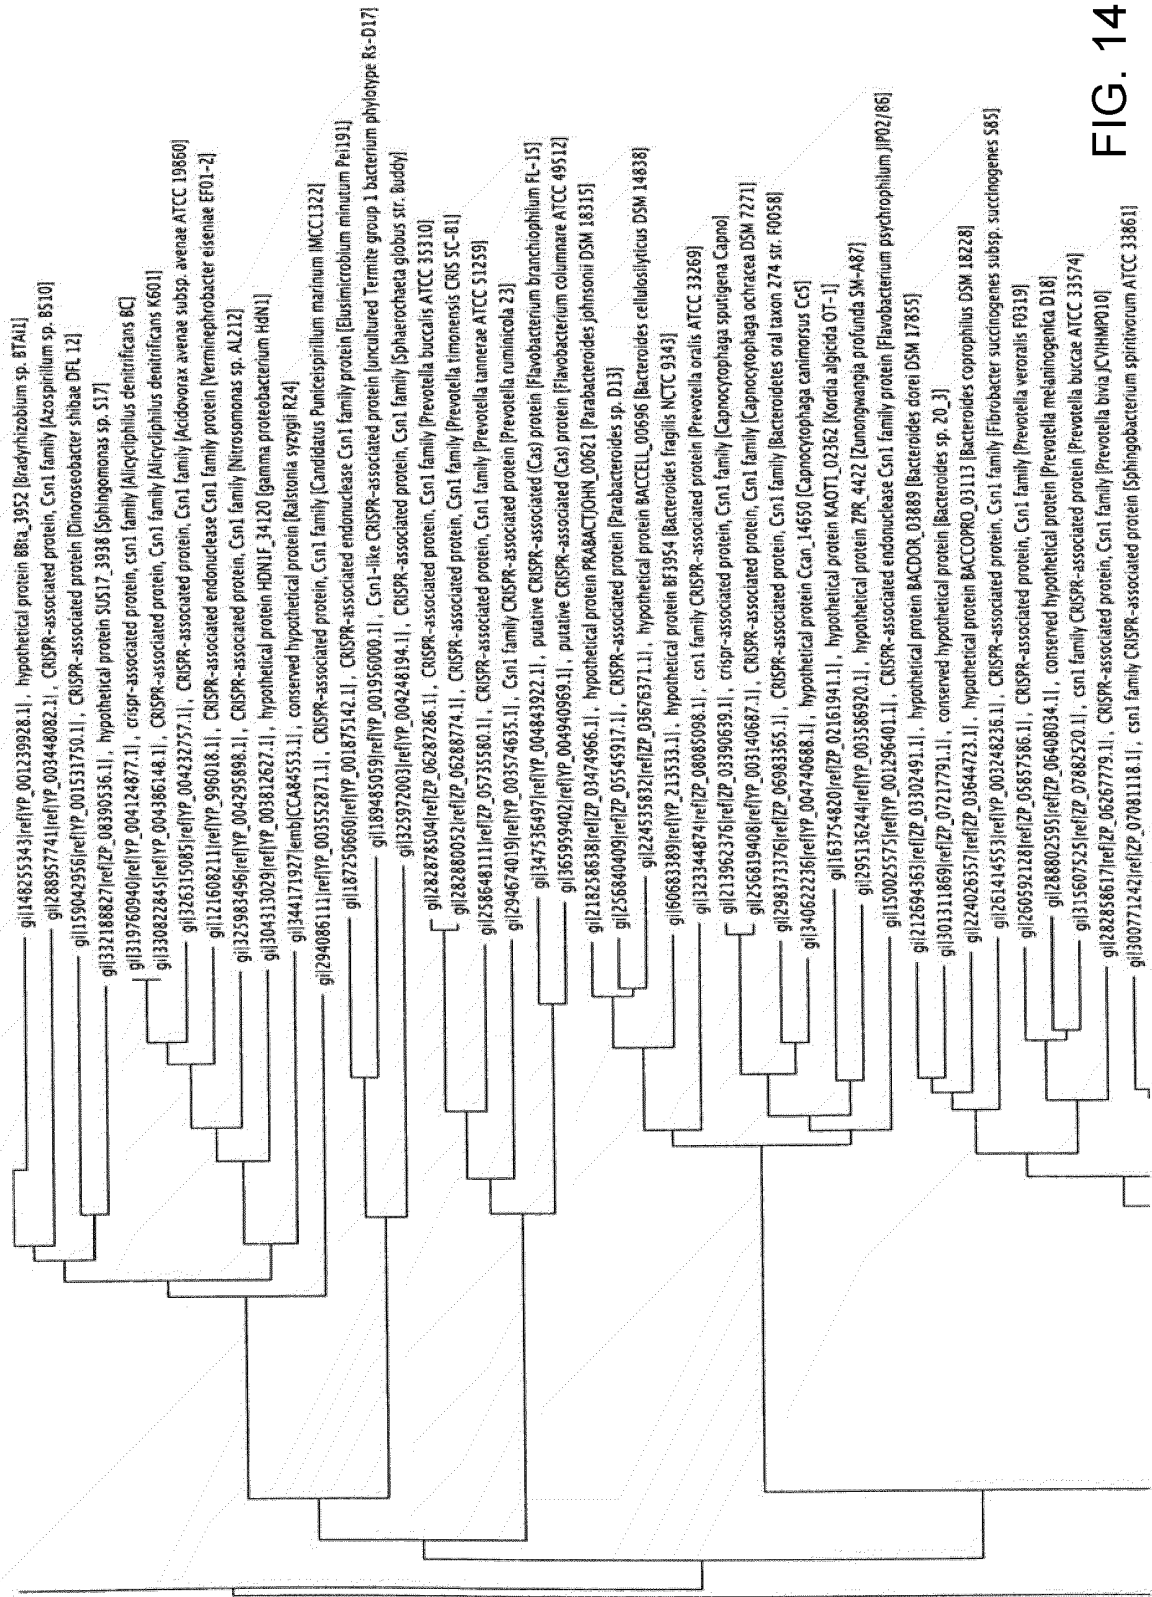 gi|148255343|ref|YP_001239928.1| , hypothetical protein BBta_3952 [Bradyrhizobium sp. BTAi1]
gi|288957741|ref|YP_003448082.1| , CRISPR-associated protein, Csn1 family [Azospirillum sp. B510]
gi|159042956|ref|YP_001531750.1| , CRISPR-associated protein [Dinoroseobacter shibae DFL 12]
gi|332188827|ref|ZP_08390536.1| , hypothetical protein SUS17_3938 [Sphingomonas sp. S17]
gi|319760940|ref|YP_004124877.1| , crispr-associated protein, csn1 family [Alicycliphilus denitrificans BC]
gi|330822845|ref|YP_004386148.1| , CRISPR-associated protein, Csn1 family [Alicycliphilus denitrificans K601]
gi|326315085|ref|YP_004232757.1| , CRISPR-associated protein, Csn1 family [Acidovorax avenae subsp. avenae ATCC 19860]
gi|121608211|ref|YP_996018.1| , CRISPR-associated endonuclease Csn1 family protein [Verminephrobacter eiseniae EF01-2]
gi|325983496|ref|YP_004295898.1| , CRISPR-associated protein, Csn1 family [Nitrosomonas sp. AL212]
gi|304313029|ref|YP_003812627.1| , hypothetical protein HDN1F_34120 [gamma proteobacterium HdN1]
gi|344171927|emb|CCA84553.1| , conserved hypothetical protein [Ralstonia syzygii R24]
gi|294086111|ref|YP_003552871.1| , CRISPR-associated protein, Csn1 family [Candidatus Puniceispirillum marinum IMCC1322]
gi|187250660|ref|YP_001875142.1| , CRISPR-associated endonuclease Csn1 family protein [Elusimicrobium minutum Pei191]
gi|189485059|ref|YP_001956000.1| , Csn1-like CRISPR-associated protein [uncultured Termite group 1 bacterium phylotype Rs-D17]
gi|325972003|ref|YP_004248194.1| , CRISPR-associated protein, Csn1 family [Sphaerochaeta globus str. Buddy]
gi|282878504|ref|ZP_06287286.1| , CRISPR-associated protein, Csn1 family [Prevotella buccalis ATCC 35310]
gi|282880052|ref|ZP_06288774.1| , CRISPR-associated protein, Csn1 family [Prevotella timonensis CRIS 5C-B1]
gi|258648111|ref|ZP_05735580.1| , CRISPR-associated protein, Csn1 family [Prevotella tannerae ATCC 51259]
gi|294674019|ref|YP_003574635.1| , Csn1 family CRISPR-associated protein [Prevotella ruminicola 23]
gi|347536497|ref|YP_004843922.1| , putative CRISPR-associated (Cas) protein [Flavobacterium branchiophilum FL-15]
gi|365959402|ref|YP_004940969.1| , putative CRISPR-associated (Cas) protein [Flavobacterium columnare ATCC 49512]
gi|218258638|ref|ZP_03474966.1| , hypothetical protein PRABACTJOHN_00621 [Parabacteroides johnsonii DSM 18315]
gi|256840409|ref|ZP_05545917.1| , CRISPR-associated protein [Parabacteroides sp. D13]
gi|224535832|ref|ZP_03676371.1| , hypothetical protein BACCELL_00696 [Bacteroides cellulosilyticus DSM 14838]
gi|60683389|ref|YP_213533.1| , hypothetical protein BF3954 [Bacteroides fragilis NCTC 9343]
gi|323344874|ref|ZP_08085098.1| , csn1 family CRISPR-associated protein [Prevotella oralis ATCC 33269]
gi|213962376|ref|ZP_03390639.1| , crispr-associated protein, Csn1 family [Capnocytophaga sputigena Capno]
gi|256819408|ref|YP_003140687.1| , CRISPR-associated protein, Csn1 family [Capnocytophaga ochracea DSM 7271]
gi|298373376|ref|ZP_06983365.1| , CRISPR-associated protein, Csn1 family [Bacteroidetes oral taxon 274 str. F0058]
gi|340622236|ref|YP_004740688.1| , hypothetical protein Ccan_14650 [Capnocytophaga canimorsus Cc5]
gi|163754820|ref|ZP_02161941.1| , hypothetical protein KAOT1_02362 [Kordia algicida OT-1]
gi|295136244|ref|YP_003586920.1| , hypothetical protein ZPR_4422 [Zunongwangia profunda SM-A87]
gi|150025575|ref|YP_001296401.1| , CRISPR-associated endonuclease Csn1 family protein [Flavobacterium psychrophilum JIP02/86]
gi|212694363|ref|ZP_03302491.1| , hypothetical protein BACDOR_03889 [Bacteroides dorei DSM 17855]
gi|301311869|ref|ZP_07217791.1| , conserved hypothetical protein [Bacteroides sp. 20_3]
gi|224026357|ref|ZP_03644723.1| , hypothetical protein BACCOPRO_03113 [Bacteroides coprophilus DSM 18228]
gi|261414553|ref|YP_003248236.1| , CRISPR-associated protein, Csn1 family [Fibrobacter succinogenes subsp. succinogenes S85]
gi|260592128|ref|ZP_05857586.1| , CRISPR-associated protein, Csn1 family [Prevotella veroralis F0319]
gi|288802595|ref|ZP_06408034.1| , conserved hypothetical protein [Prevotella melaninogenica D18]
gi|315607525|ref|ZP_07882520.1| , csn1 family CRISPR-associated protein [Prevotella buccae ATCC 33574]
gi|282858617|ref|ZP_06267779.1| , CRISPR-associated protein, Csn1 family [Prevotella bivia JCVIHMP010]
gi|300771242|ref|ZP_07081118.1| , csn1 family CRISPR-associated protein [Sphingobacterium spiritivorum ATCC 33861]
FIG. 14